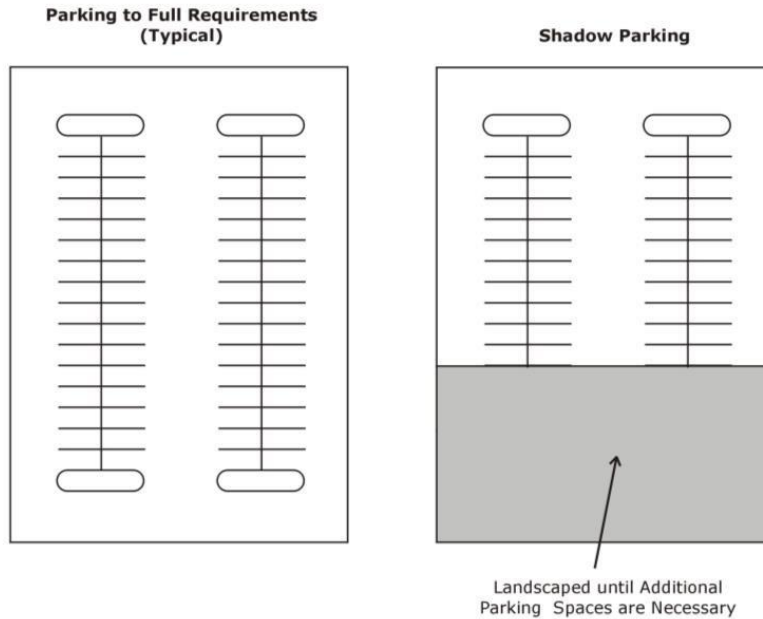 Parking to Full Requirements
(Typical)
Shadow Parking
Landscaped until Additional
Parking Spaces are Necessary